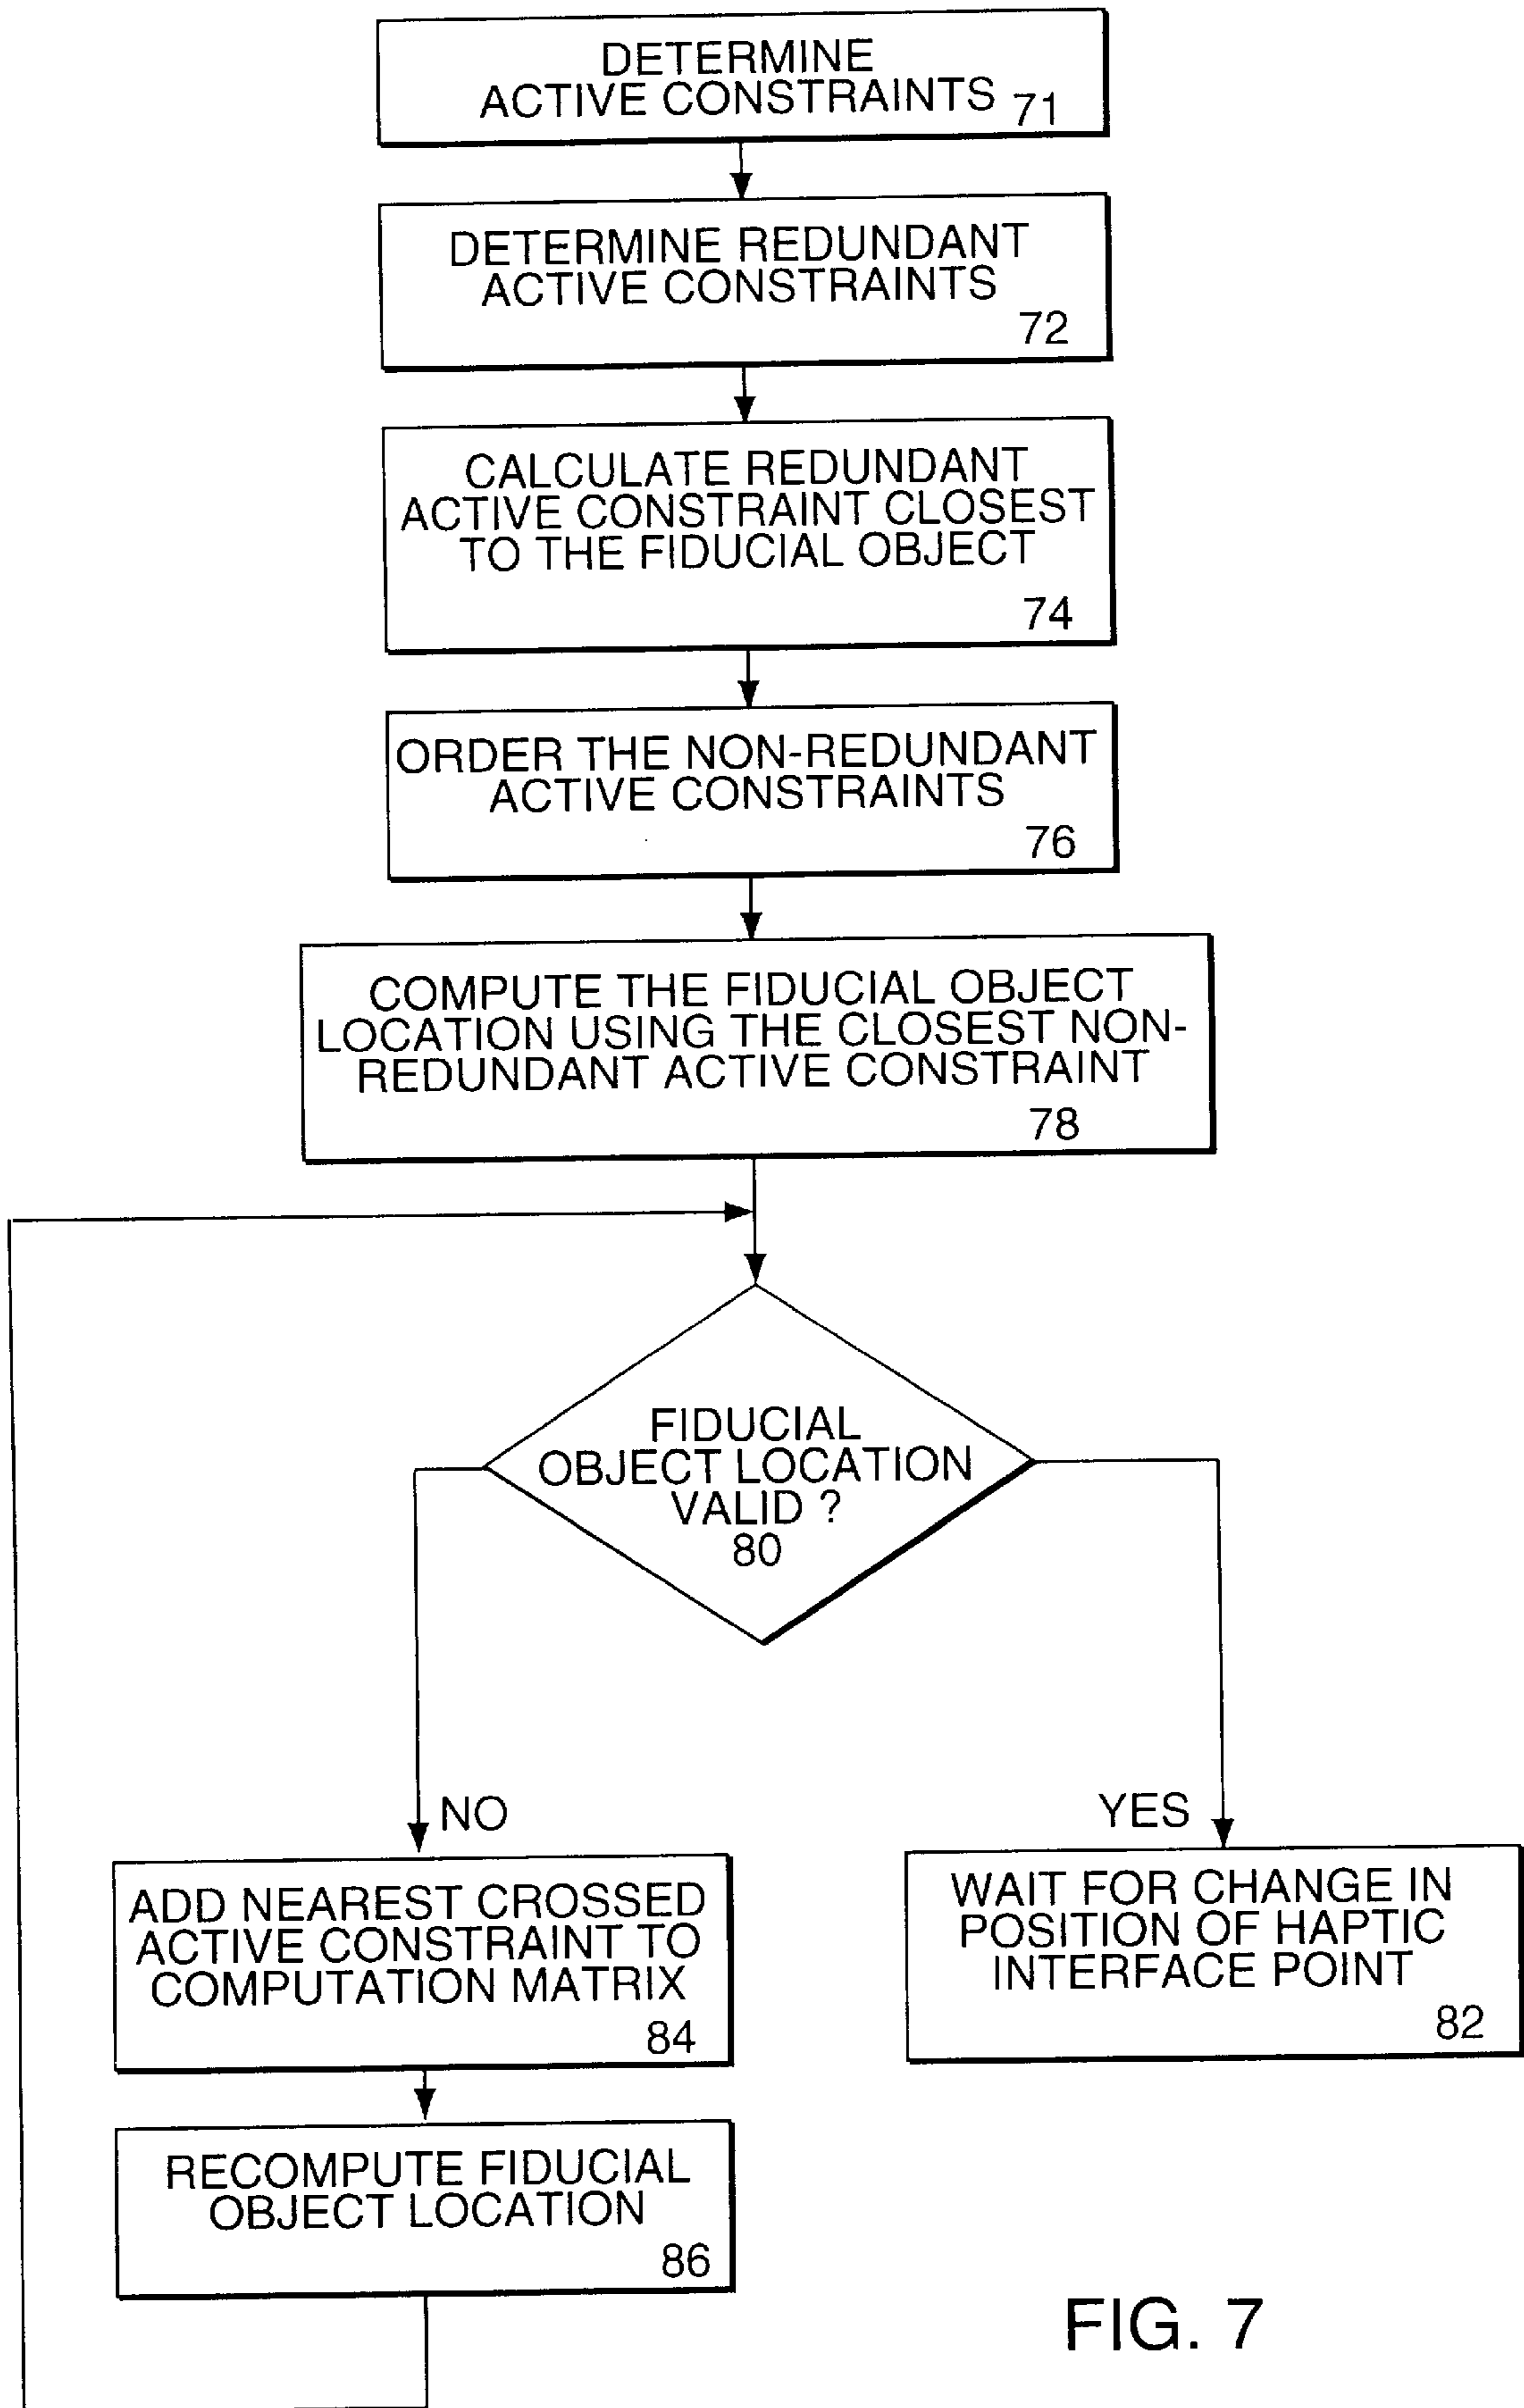 DETERMINE
ACTIVE CONSTRAINTS 71
DETERMINE REDUNDANT
ACTIVE CONSTRAINTS
72
CALCULATE REDUNDANT
ACTIVE CONSTRAINT CLOSEST
TO THE FIDUCIAL OBJECT
74
ORDER THE NON-REDUNDANT
ACTIVE CONSTRAINTS
76
COMPUTE THE FIDUCIAL OBJECT
LOCATION USING THE CLOSEST NON-
REDUNDANT ACTIVE CONSTRAINT
78
FIDUCIAL
OBJECT LOCATION
VALID ?
80
NO
YES
ADD NEAREST CROSSED
ACTIVE CONSTRAINT TO
COMPUTATION MATRIX
84
WAIT FOR CHANGE IN
POSITION OF HAPTIC
INTERFACE POINT
82
RECOMPUTE FIDUCIAL
OBJECT LOCATION
86
FIG. 7